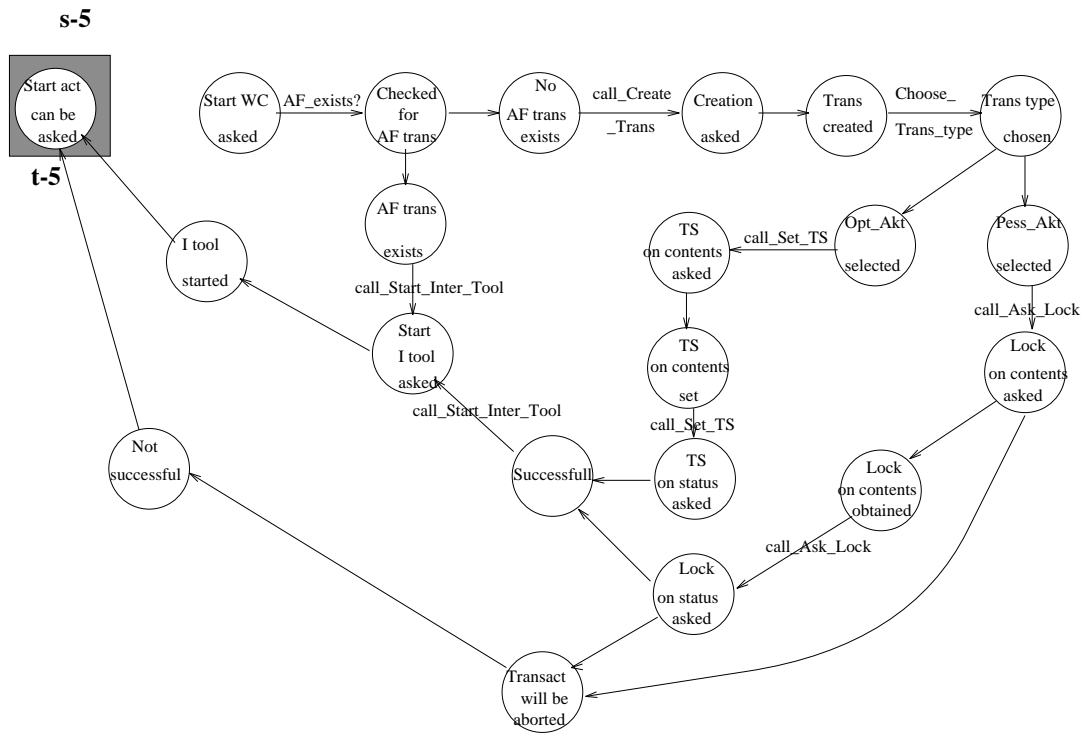 s-5
Start act
can be
asked
t-5
Start WC
asked
AF_exists?
Checked
for
AF trans
No
AF trans
exists
call_Create
_Trans
Creation
asked
Trans
created
Choose_
Trans_type
Trans type
chosen
AF trans
exists
call_Start_Inter_Tool
I tool
started
Start
I tool
asked
call_Start_Inter_Tool
TS
on contents
asked
call_Set_TS
Opt_Akt
selected
Pess_Akt
selected
call_Ask_Lock
TS
on contents
set
call_Set_TS
Lock
on contents
asked
Not
successful
Successfull
TS
on status
asked
Lock
on contents
obtained
call_Ask_Lock
Lock
on status
asked
Transact
will be
aborted